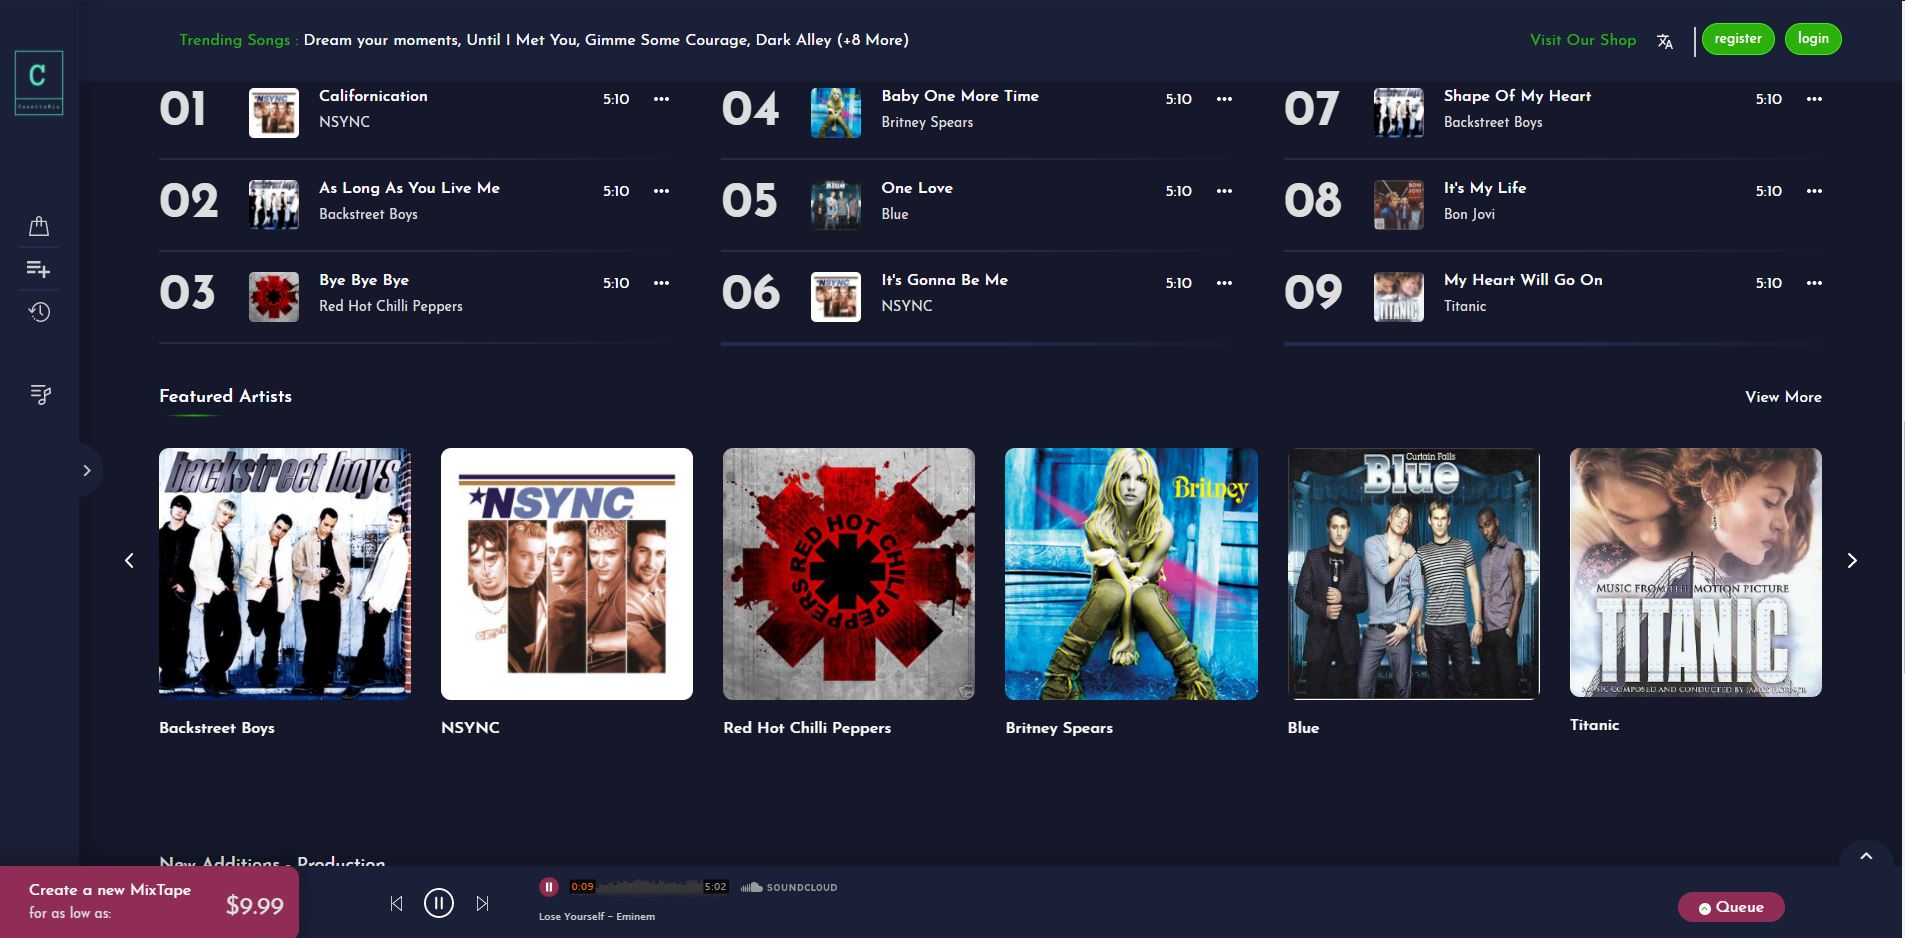 Trending Songs : Dream your moments, Until I Met You, Gimme Some Courage, Dark Alley (+8 More)
Visit Our Shop
register
login
C
01
Californication
NSYNC
5:10
04
Baby One More Time
Britney Spears
5:10
07
Shape Of My Heart
Backstreet Boys
5:10
02
As Long As You Live Me
Backstreet Boys
5:10
05
One Love
Blue
5:10
08
It's My Life
Bon Jovi
5:10
03
Bye Bye Bye
Red Hot Chilli Peppers
5:10
06
It's Gonna Be Me
NSYNC
5:10
09
My Heart Will Go On
Titanic
5:10
Featured Artists
View More
backstreet boys
*NSYNC
RED HOT CHILI PEPPERS
Britney
Curtain Falls
Blue
MUSIC FROM THE MOTION PICTURE
TITANIC
MUSIC COMPOSED AND CONDUCTED BY JAMES HORNER
Backstreet Boys
NSYNC
Red Hot Chilli Peppers
Britney Spears
Blue
Titanic
New Additions - Production
Create a new MixTape
for as low as:
$9.99
0:09
5:02
SOUNDCLOUD
Lose Yourself – Eminem
Queue